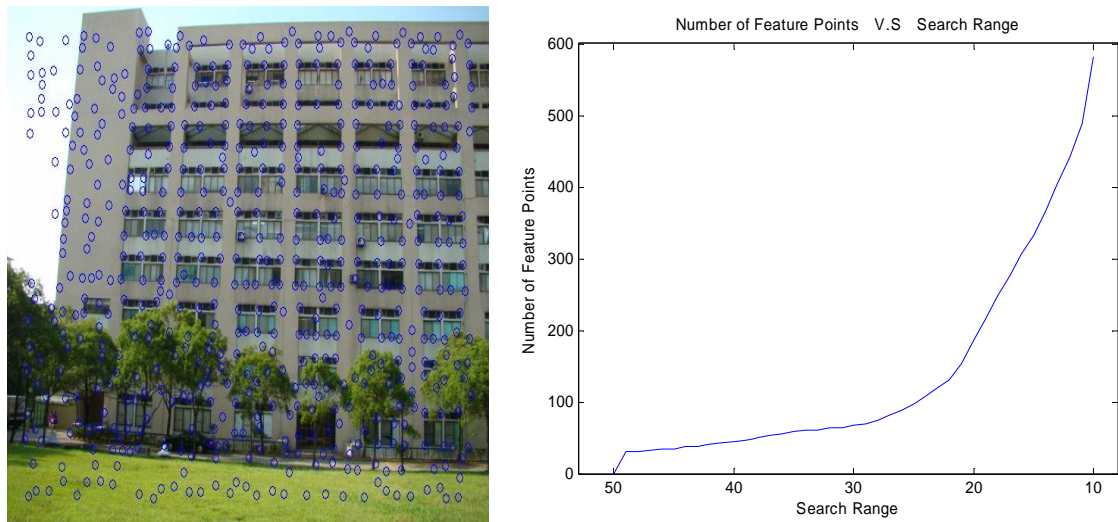 Number of Feature Points V.S Search Range
600
500
400
300
200
100
0
Number of Feature Points
50 40 30 20 10
Search Range